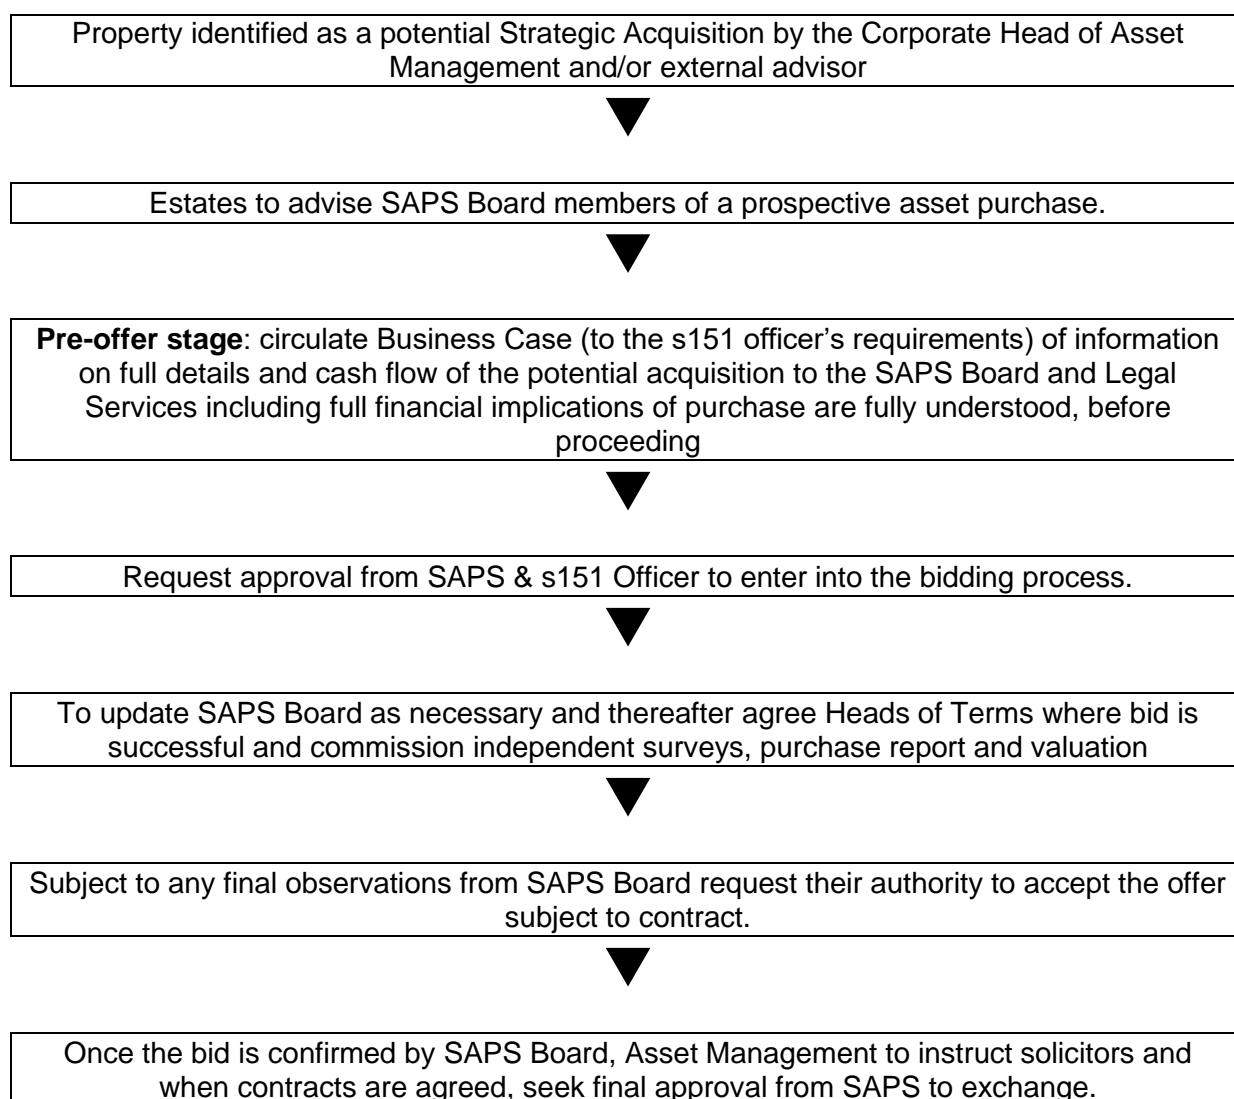 Property identified as a potential Strategic Acquisition by the Corporate Head of Asset
Management and/or external advisor
Estates to advise SAPS Board members of a prospective asset purchase.
Pre-offer stage: circulate Business Case (to the s151 officer’s requirements) of information
on full details and cash flow of the potential acquisition to the SAPS Board and Legal
Services including full financial implications of purchase are fully understood, before
proceeding
Request approval from SAPS & s151 Officer to enter into the bidding process.
To update SAPS Board as necessary and thereafter agree Heads of Terms where bid is
successful and commission independent surveys, purchase report and valuation
Subject to any final observations from SAPS Board request their authority to accept the offer
subject to contract.
Once the bid is confirmed by SAPS Board, Asset Management to instruct solicitors and
when contracts are agreed, seek final approval from SAPS to exchange.